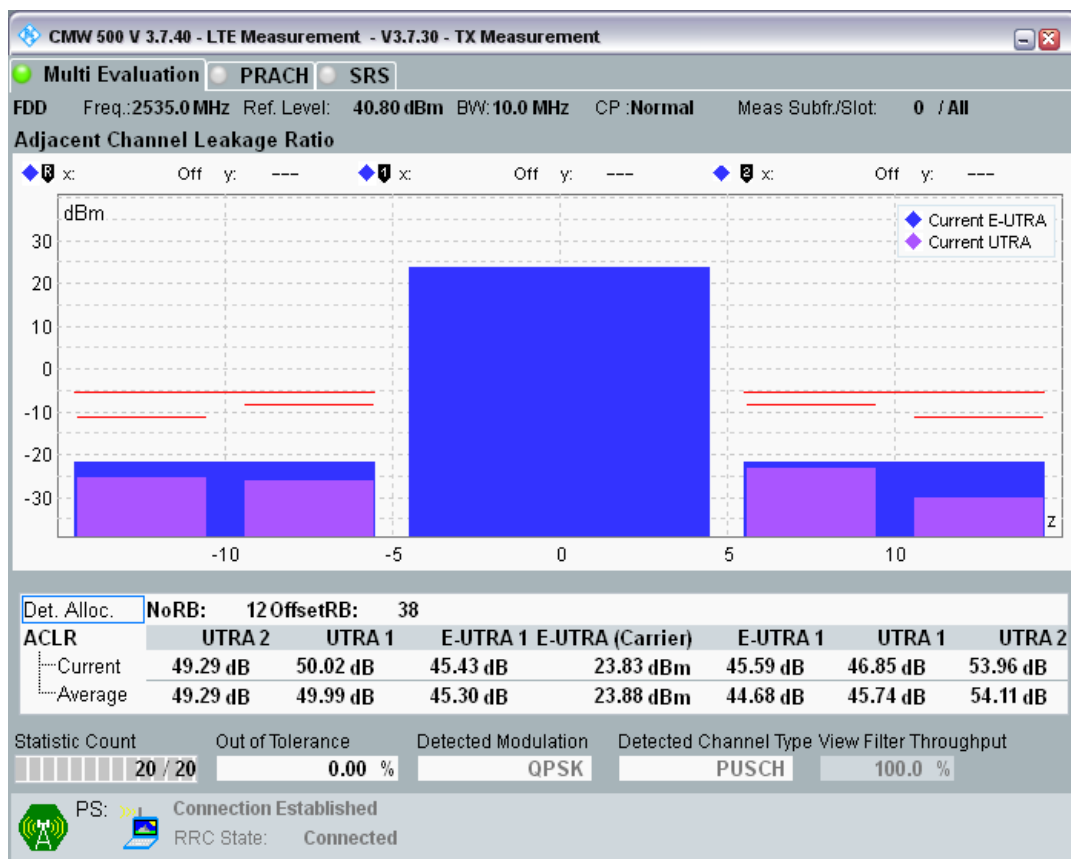 CMW 500 V 3.7.40 - LTE Measurement - V3.7.30 - TX Measurement
Multi Evaluation PRACH SRS
FDD Freq.:2535.0 MHz Ref. Level: 40.80 dBm BW:10.0 MHz CP :Normal Meas Subfr./Slot: 0 / All
Adjacent Channel Leakage Ratio
R x: Off y: --- 1 x: Off y: --- 2 x: Off y: ---
dBm
Current E-UTRA
Current UTRA
30
20
10
0
-10
-20
-30
z
-10 -5 0 5 10
Det. Alloc. NoRB: 12 OffsetRB: 38
ACLR UTRA 2 UTRA 1 E-UTRA 1 E-UTRA (Carrier) E-UTRA 1 UTRA 1 UTRA 2
Current 49.29 dB 50.02 dB 45.43 dB 23.83 dBm 45.59 dB 46.85 dB 53.96 dB
Average 49.29 dB 49.99 dB 45.30 dB 23.88 dBm 44.68 dB 45.74 dB 54.11 dB
Statistic Count Out of Tolerance Detected Modulation Detected Channel Type View Filter Throughput
20 / 20 0.00 % QPSK PUSCH 100.0 %
PS: Connection Established
RRC State: Connected